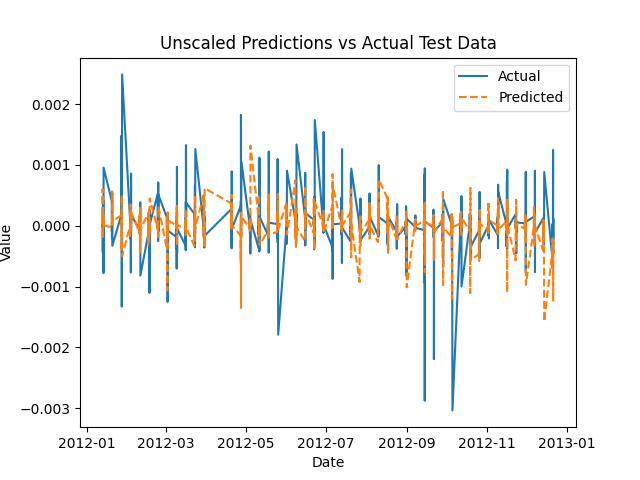 Unscaled Predictions vs Actual Test Data
Actual
Predicted
0.002
0.001
0.000
−0.001
−0.002
−0.003
Value
2012-01
2012-03
2012-05
2012-07
2012-09
2012-11
2013-01
Date